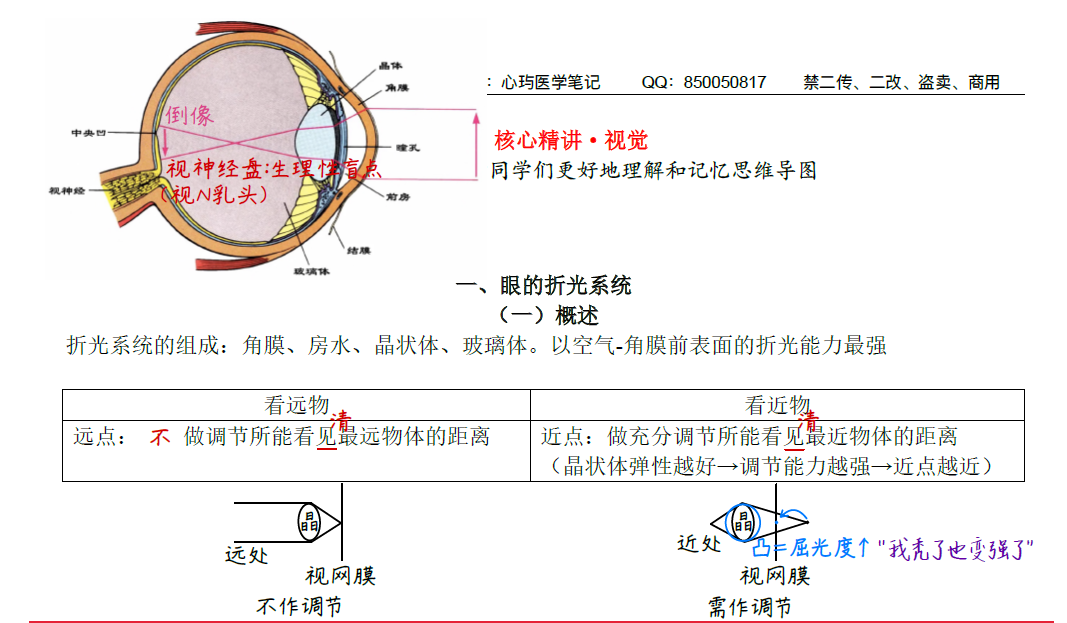 晶体
：心玙医学笔记 QQ：850050817 禁二传、二改、盗卖、商用
角膜
倒像
中央凹
核心精讲·视觉
瞳孔
视神经盘:生理性盲点
同学们更好地理解和记忆思维导图
视神经
（视N乳头）
前房
结膜
玻璃体
一、眼的折光系统
（一）概述
折光系统的组成：角膜、房水、晶状体、玻璃体。以空气-角膜前表面的折光能力最强
看远物
看近物
清
清
远点： 不 做调节所能看见最远物体的距离
近点：做充分调节所能看见最近物体的距离
（晶状体弹性越好→调节能力越强→近点越近）
晶
晶
远处
近处
凸=屈光度↑"我秃了也变强了"
视网膜
视网膜
不作调节
需作调节